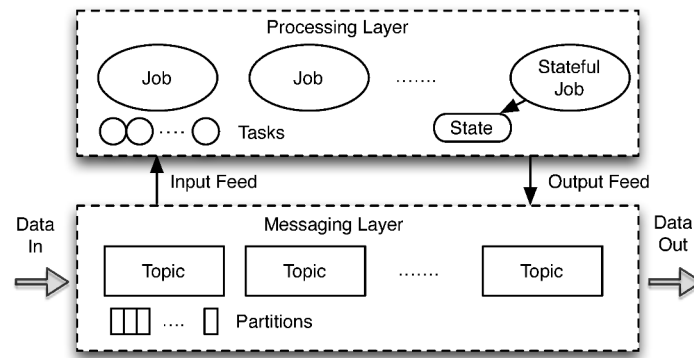 Processing Layer
Job
Job
.......
Stateful
Job
.... Tasks
State
Input Feed
Output Feed
Data
In
Messaging Layer
Data
Out
Topic
Topic
.......
Topic
.... Partitions